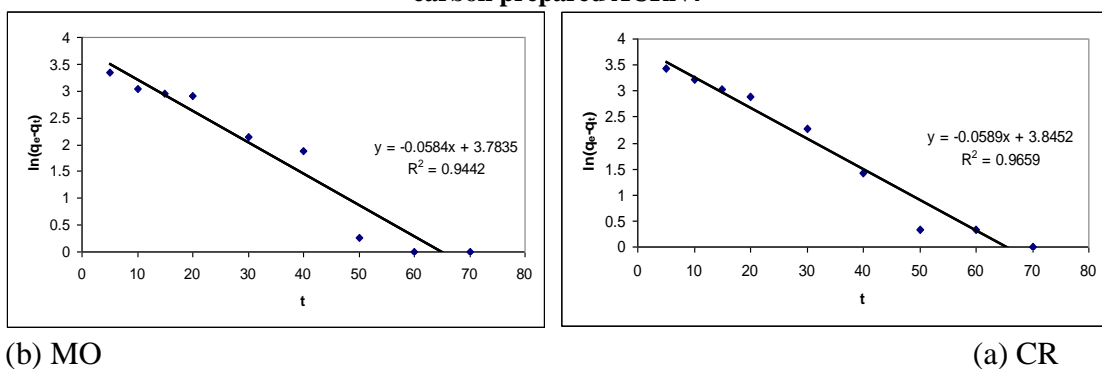 carbon prepared
4
3.5
3
2.5
2
1.5
1
0.5
0
ln(qₑ-qₜ)
y = -0.0584x + 3.7835
R² = 0.9442
0 10 20 30 40 50 60 70 80
t
4
3.5
3
2.5
2
1.5
1
0.5
0
ln(qₑ-qₜ)
y = -0.0589x + 3.8452
R² = 0.9659
0 10 20 30 40 50 60 70 80
t
(b) MO
(a) CR